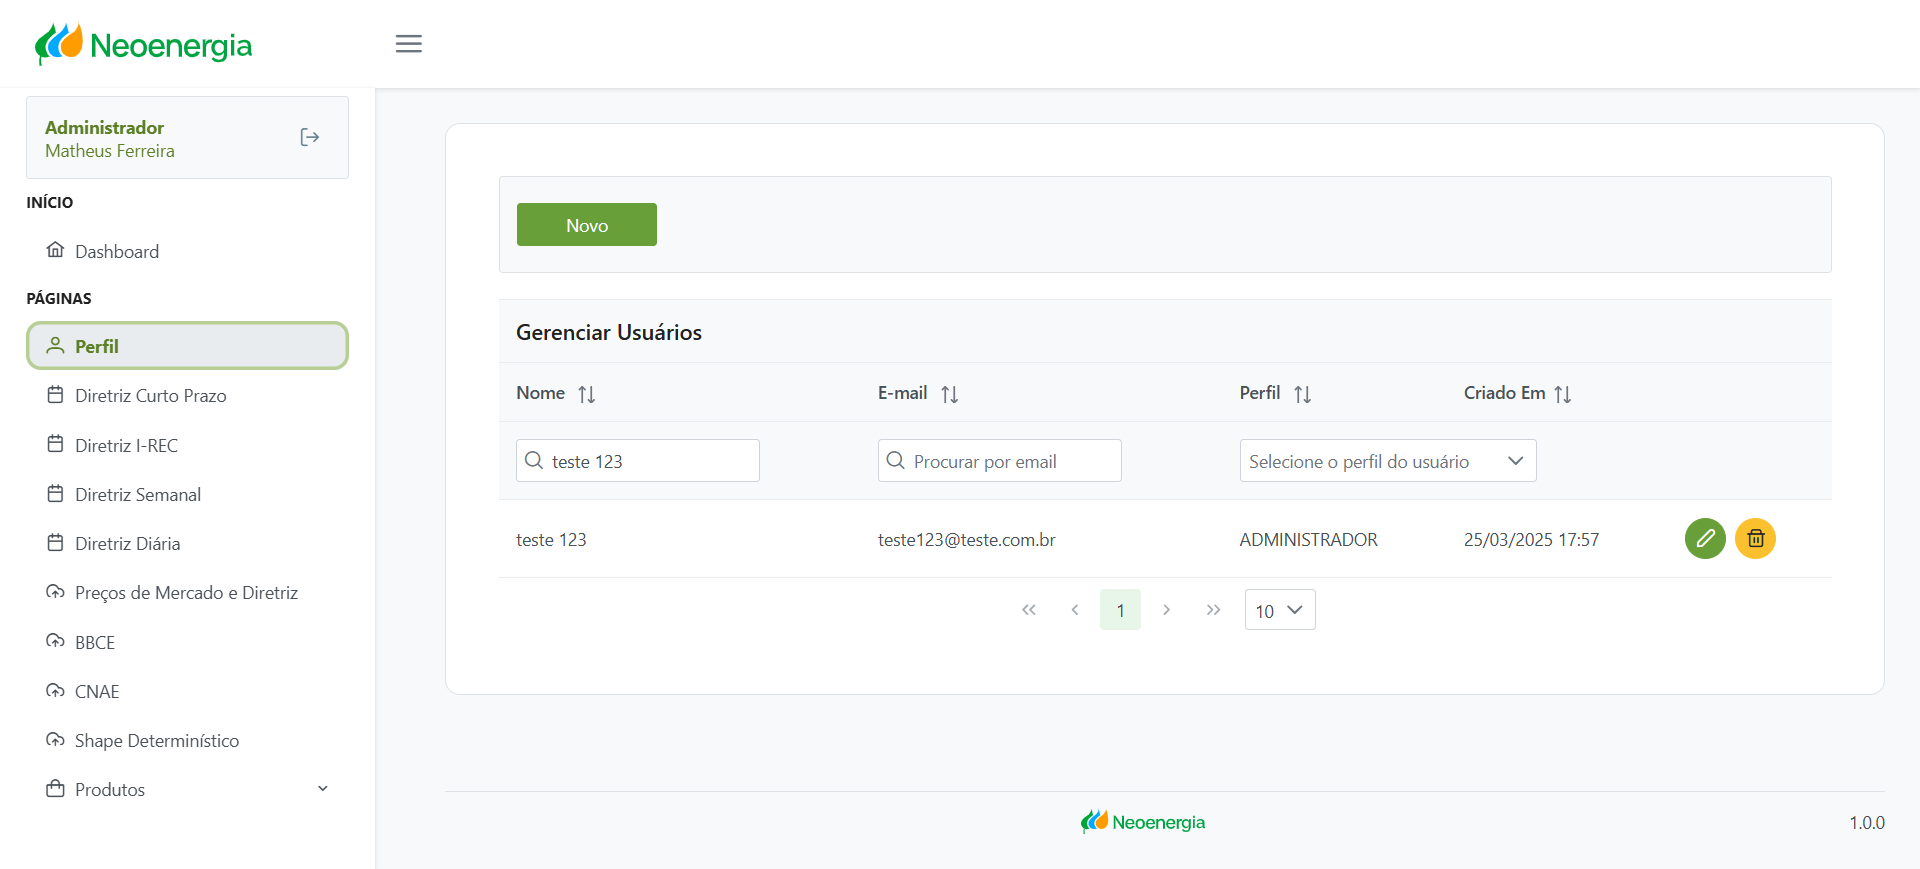 Neoenergia
Administrador
Matheus Ferreira
INÍCIO
Dashboard
PÁGINAS
Perfil
Diretriz Curto Prazo
Diretriz I-REC
Diretriz Semanal
Diretriz Diária
Preços de Mercado e Diretriz
BBCE
CNAE
Shape Determinístico
Produtos
Novo
Gerenciar Usuários
Nome E-mail Perfil Criado Em
teste 123 Procurar por email Selecione o perfil do usuário
teste 123 teste123@teste.com.br ADMINISTRADOR 25/03/2025 17:57
1 10
Neoenergia
1.0.0